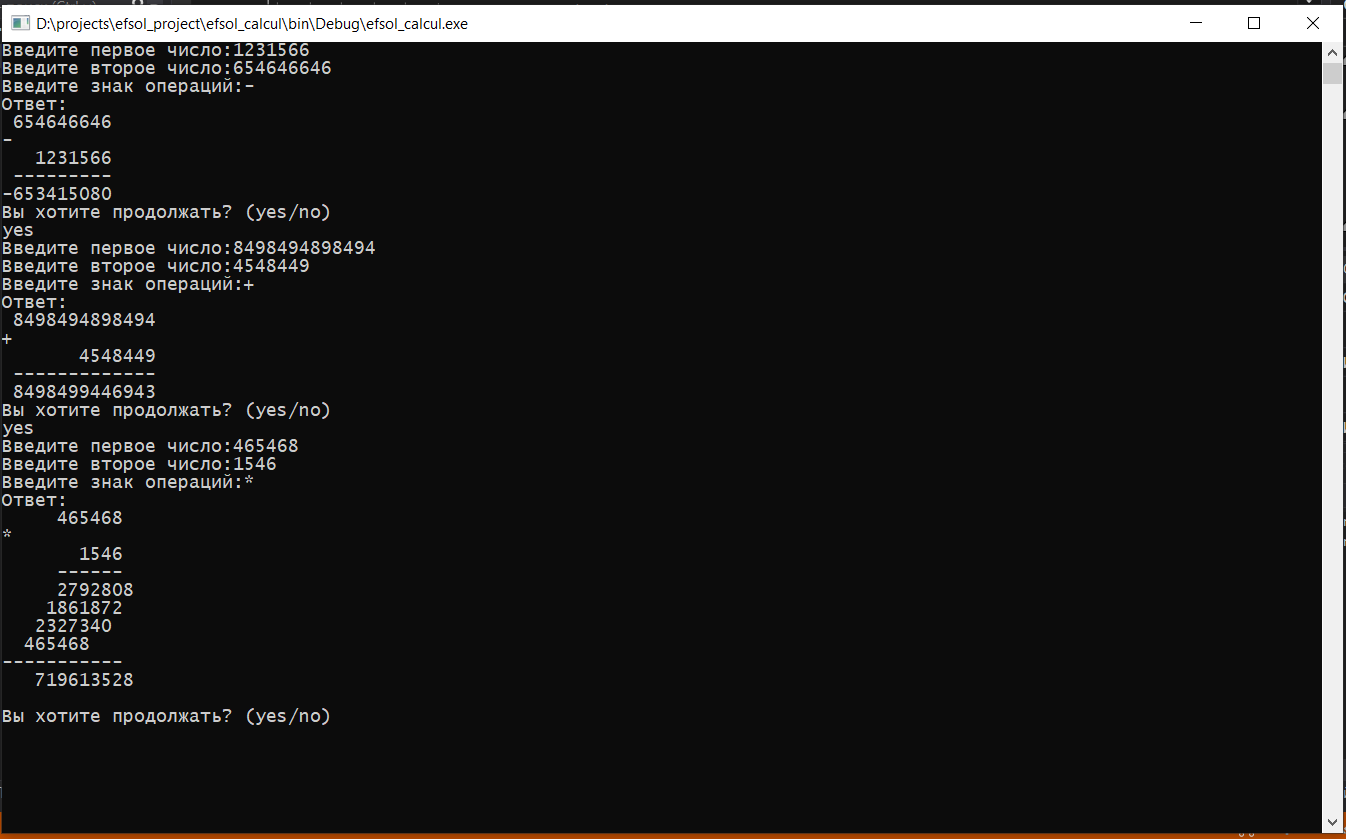 D:\projects\efsol_project\efsol_calcul\bin\Debug\efsol_calcul.exe
Введите первое число:1231566
Введите второе число:654646646
Введите знак операций:-
Ответ:
 654646646
-
   1231566
 ---------
-653415080
Вы хотите продолжать? (yes/no)
yes
Введите первое число:8498494898494
Введите второе число:4548449
Введите знак операций:+
Ответ:
 8498494898494
+
       4548449
 -------------
 8498499446943
Вы хотите продолжать? (yes/no)
yes
Введите первое число:465468
Введите второе число:1546
Введите знак операций:*
Ответ:
     465468
*
       1546
     ------
     2792808
    1861872
   2327340
  465468
-----------
   719613528
Вы хотите продолжать? (yes/no)